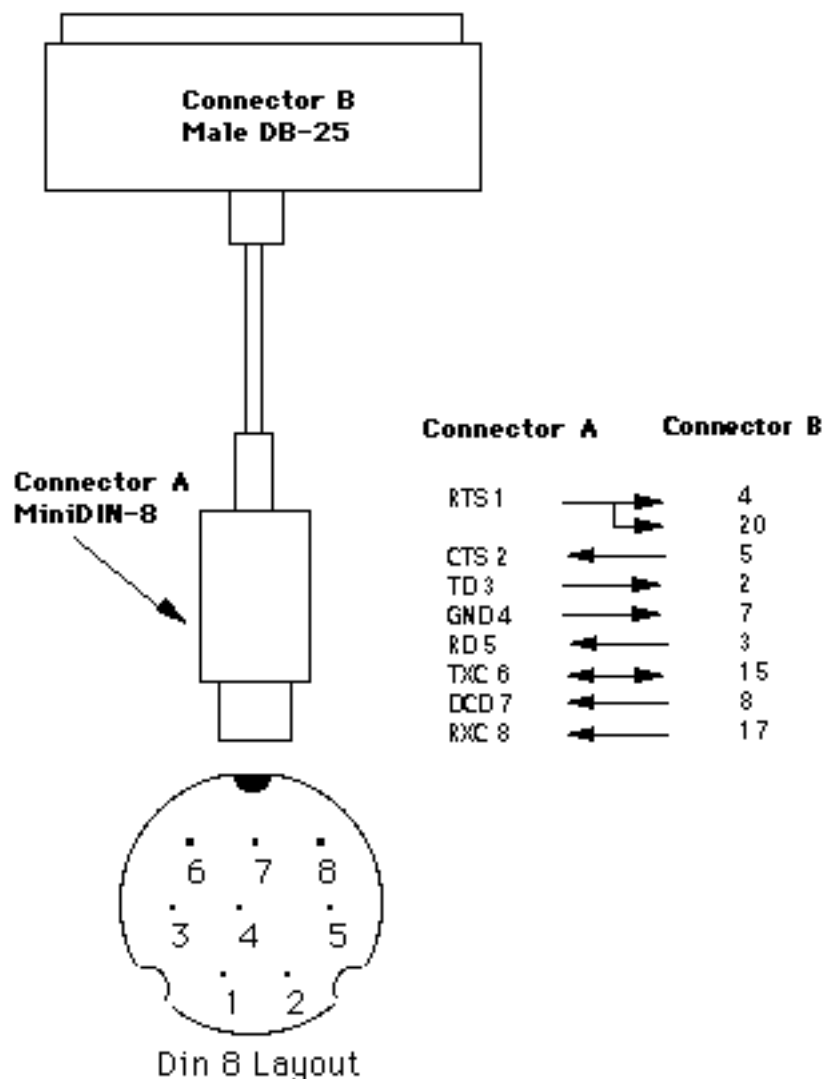 Connector B
Male DB-25
Connector A
MiniDIN-8
Connector A Connector B
RTS 1 4
20
CTS 2 5
TD 3 2
GND 4 7
RD 5 3
TXC 6 15
DCD 7 8
RXC 8 17
6 7 8
3 4 5
1 2
Din 8 Layout